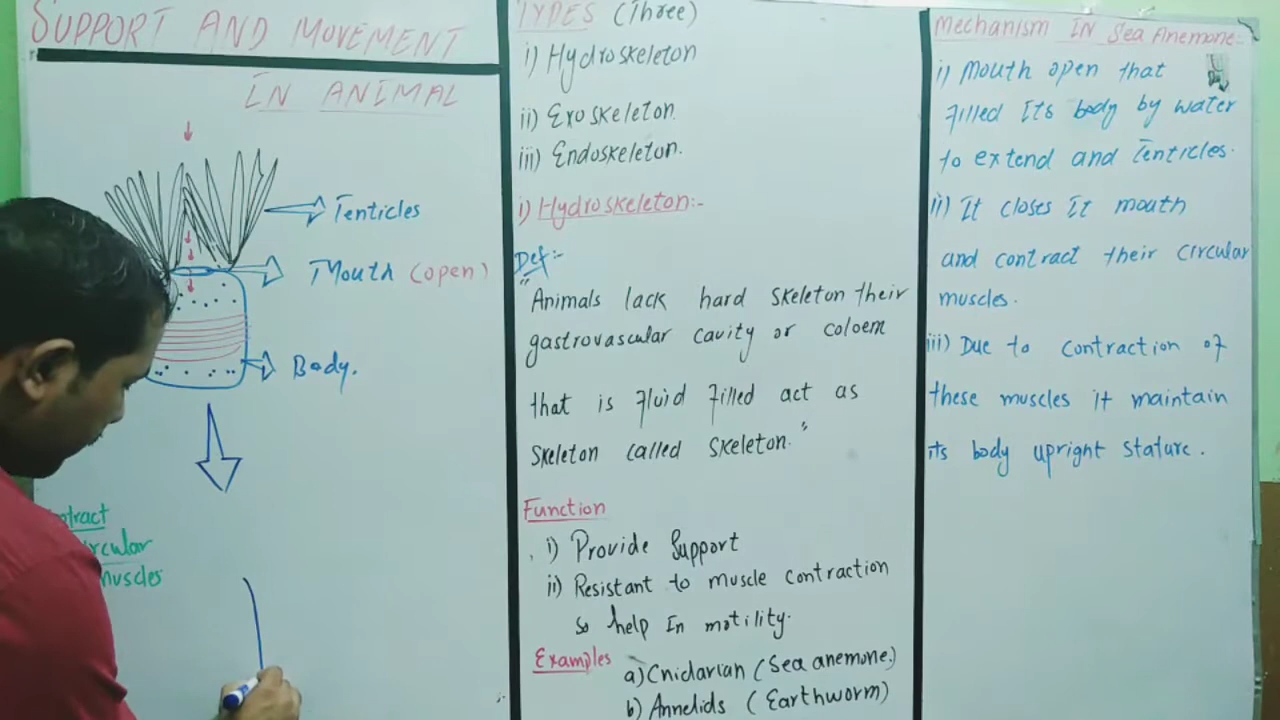 SUPPORT AND MOVEMENT
IN ANIMAL
Tenticles
Mouth (open)
Body.
muscles
TYPES (Three)
i) Hydroskeleton
ii) Exoskeleton.
iii) Endoskeleton.
i) Hydroskeleton:-
Def:-
"Animals lack hard skeleton their
gastrovascular cavity or coloem
that is fluid filled act as
skeleton called skeleton."
Function
i) Provide Support
ii) Resistant to muscle contraction
so help In motility.
Examples a) Cnidarian (Sea anemone.)
b) Annelids (Earthworm)
Mechanism IN Sea Anemone:-
i) Mouth open that
filled Its body by water
to extend and Tenticles.
ii) It closes It mouth
and contract their circular
muscles.
iii) Due to contraction of
these muscles it maintain
its body upright stature.